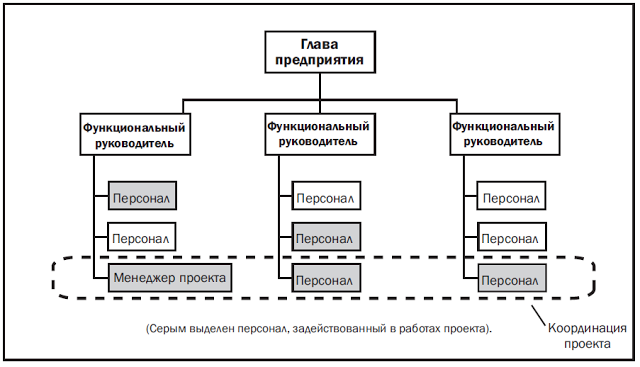 Глава
предприятия
Функциональный
руководитель
Функциональный
руководитель
Функциональный
руководитель
Персонал
Персонал
Персонал
Персонал
Персонал
Персонал
Менеджер проекта
Персонал
Персонал
(Серым выделен персонал, задействованный в работах проекта).
Координация
проекта